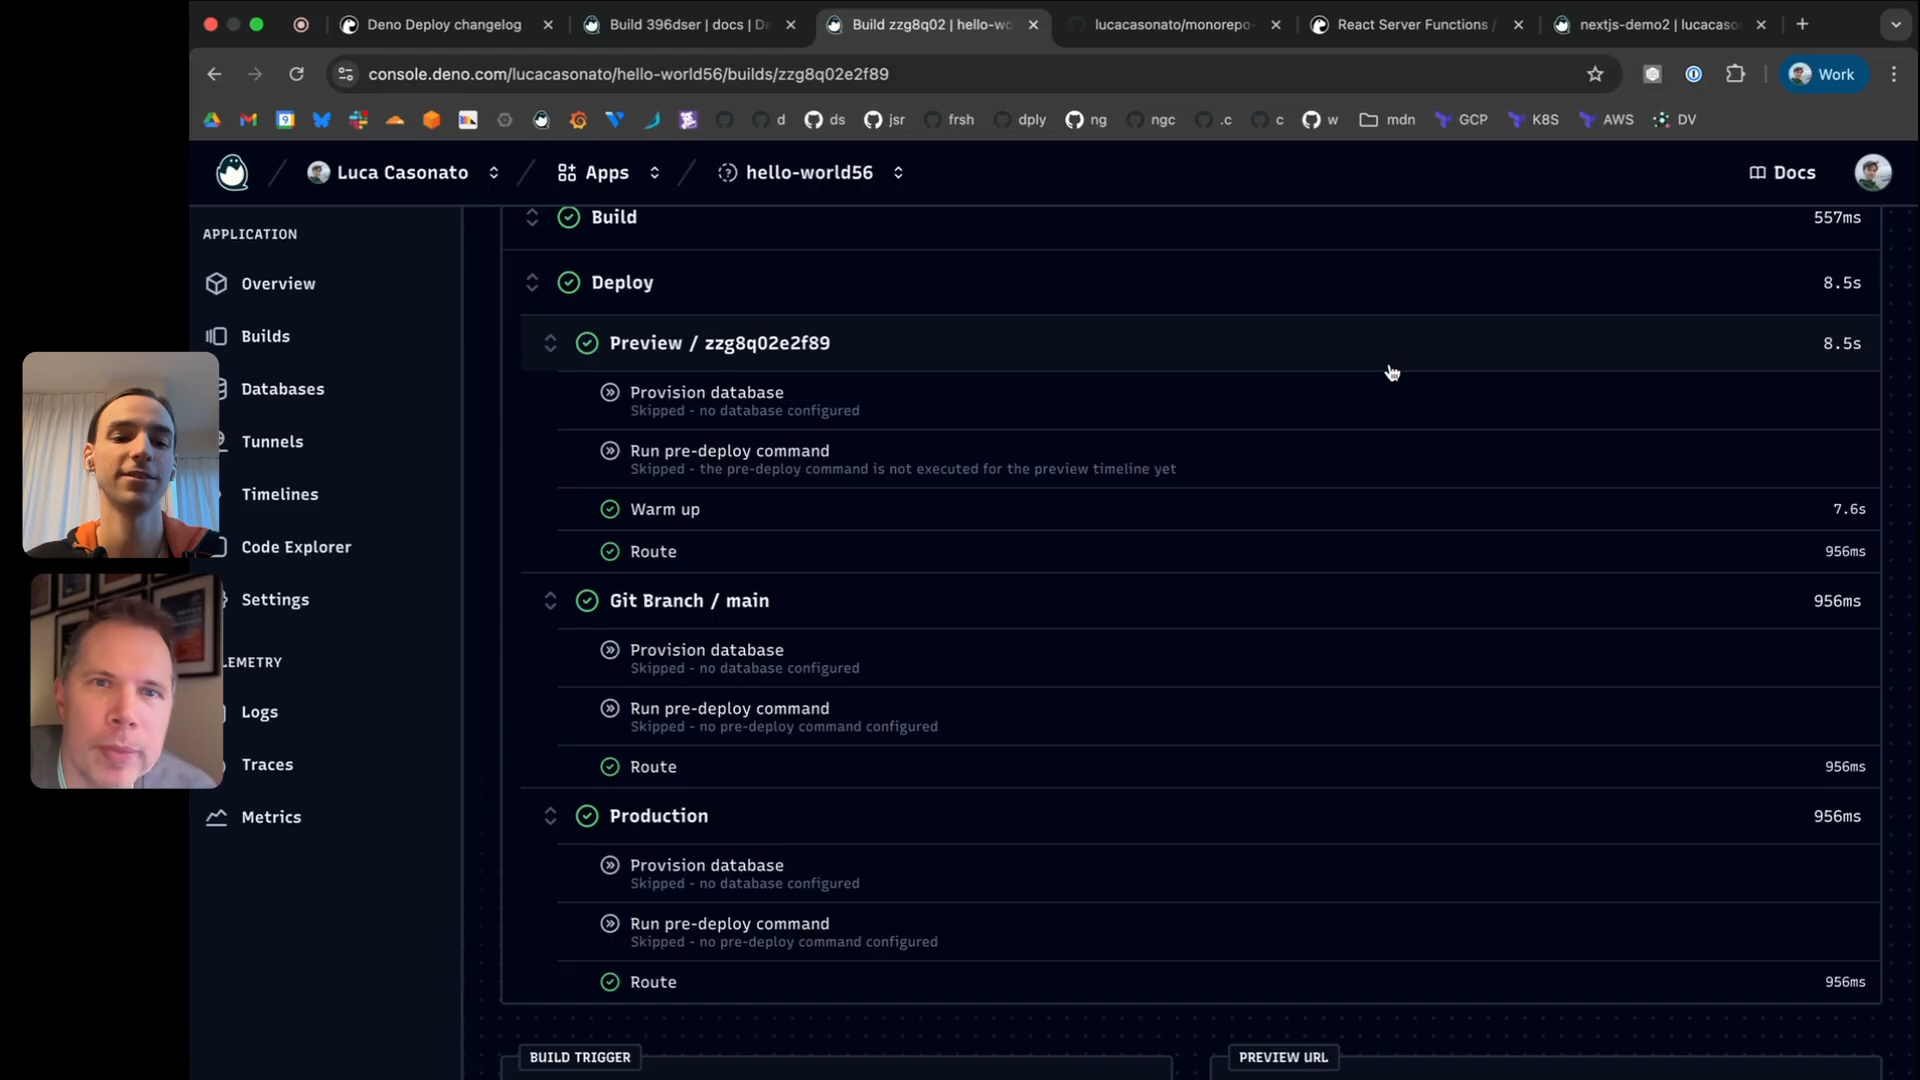 Deno Deploy changelog
Build 396dser | docs | De
Build zzg8q02 | hello-wo
lucacasonato/monorepo-
React Server Functions /
nextjs-demo2 | lucacaso
console.deno.com/lucacasonato/hello-world56/builds/zzg8q02e2f89
Work
9
d
ds
jsr
frsh
dply
ng
ngc
.c
c
w
mdn
GCP
K8S
AWS
DV
Luca Casonato
Apps
hello-world56
Docs
APPLICATION
Overview
Builds
Databases
Tunnels
Timelines
Code Explorer
Settings
LEMETRY
Logs
Traces
Metrics
Build 557ms
Deploy 8.5s
Preview / zzg8q02e2f89 8.5s
Provision database
Skipped - no database configured
Run pre-deploy command
Skipped - the pre-deploy command is not executed for the preview timeline yet
Warm up 7.6s
Route 956ms
Git Branch / main 956ms
Provision database
Skipped - no database configured
Run pre-deploy command
Skipped - no pre-deploy command configured
Route 956ms
Production 956ms
Provision database
Skipped - no database configured
Run pre-deploy command
Skipped - no pre-deploy command configured
Route 956ms
BUILD TRIGGER
PREVIEW URL